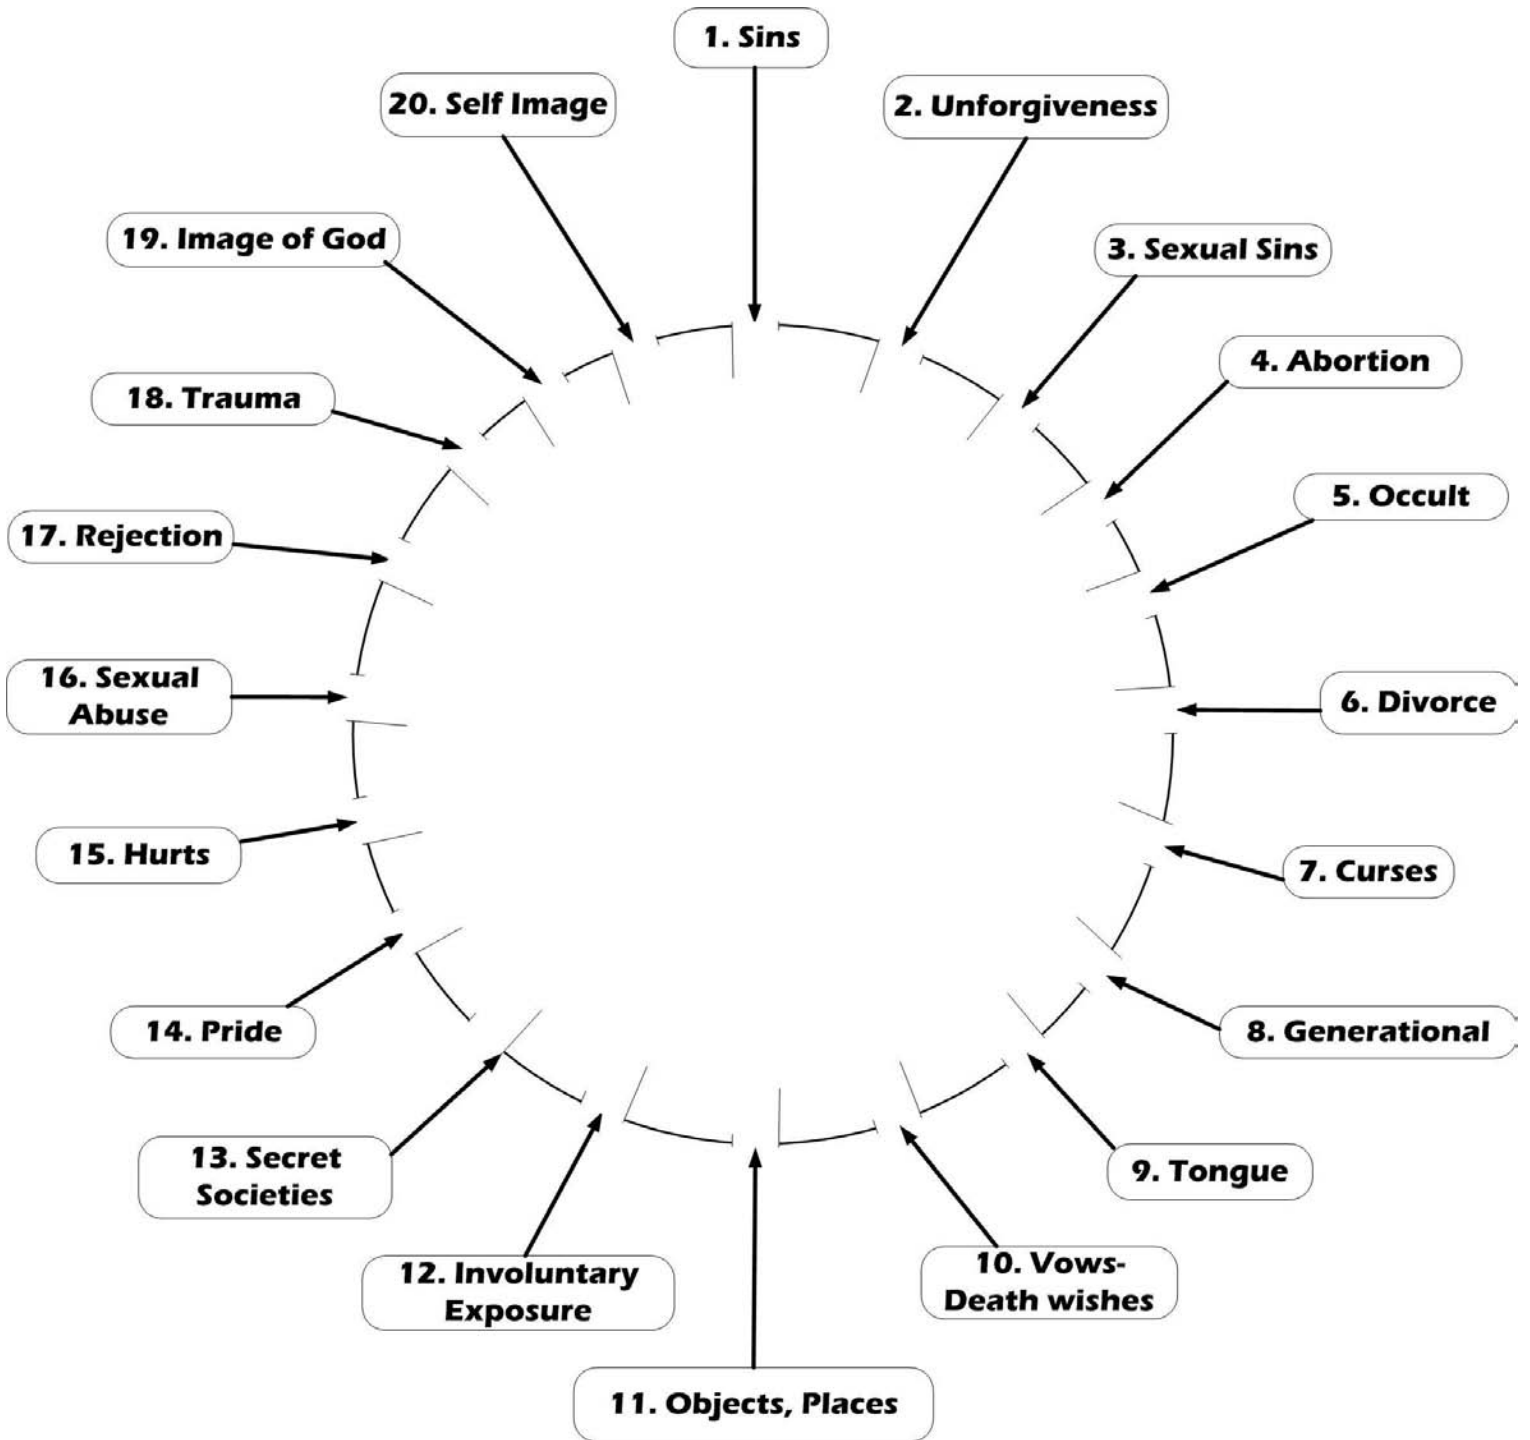 1. Sins
2. Unforgiveness
3. Sexual Sins
4. Abortion
5. Occult
6. Divorce
7. Curses
8. Generational
9. Tongue
10. Vows-
Death wishes
11. Objects, Places
12. Involuntary
Exposure
13. Secret
Societies
14. Pride
15. Hurts
16. Sexual
Abuse
17. Rejection
18. Trauma
19. Image of God
20. Self Image